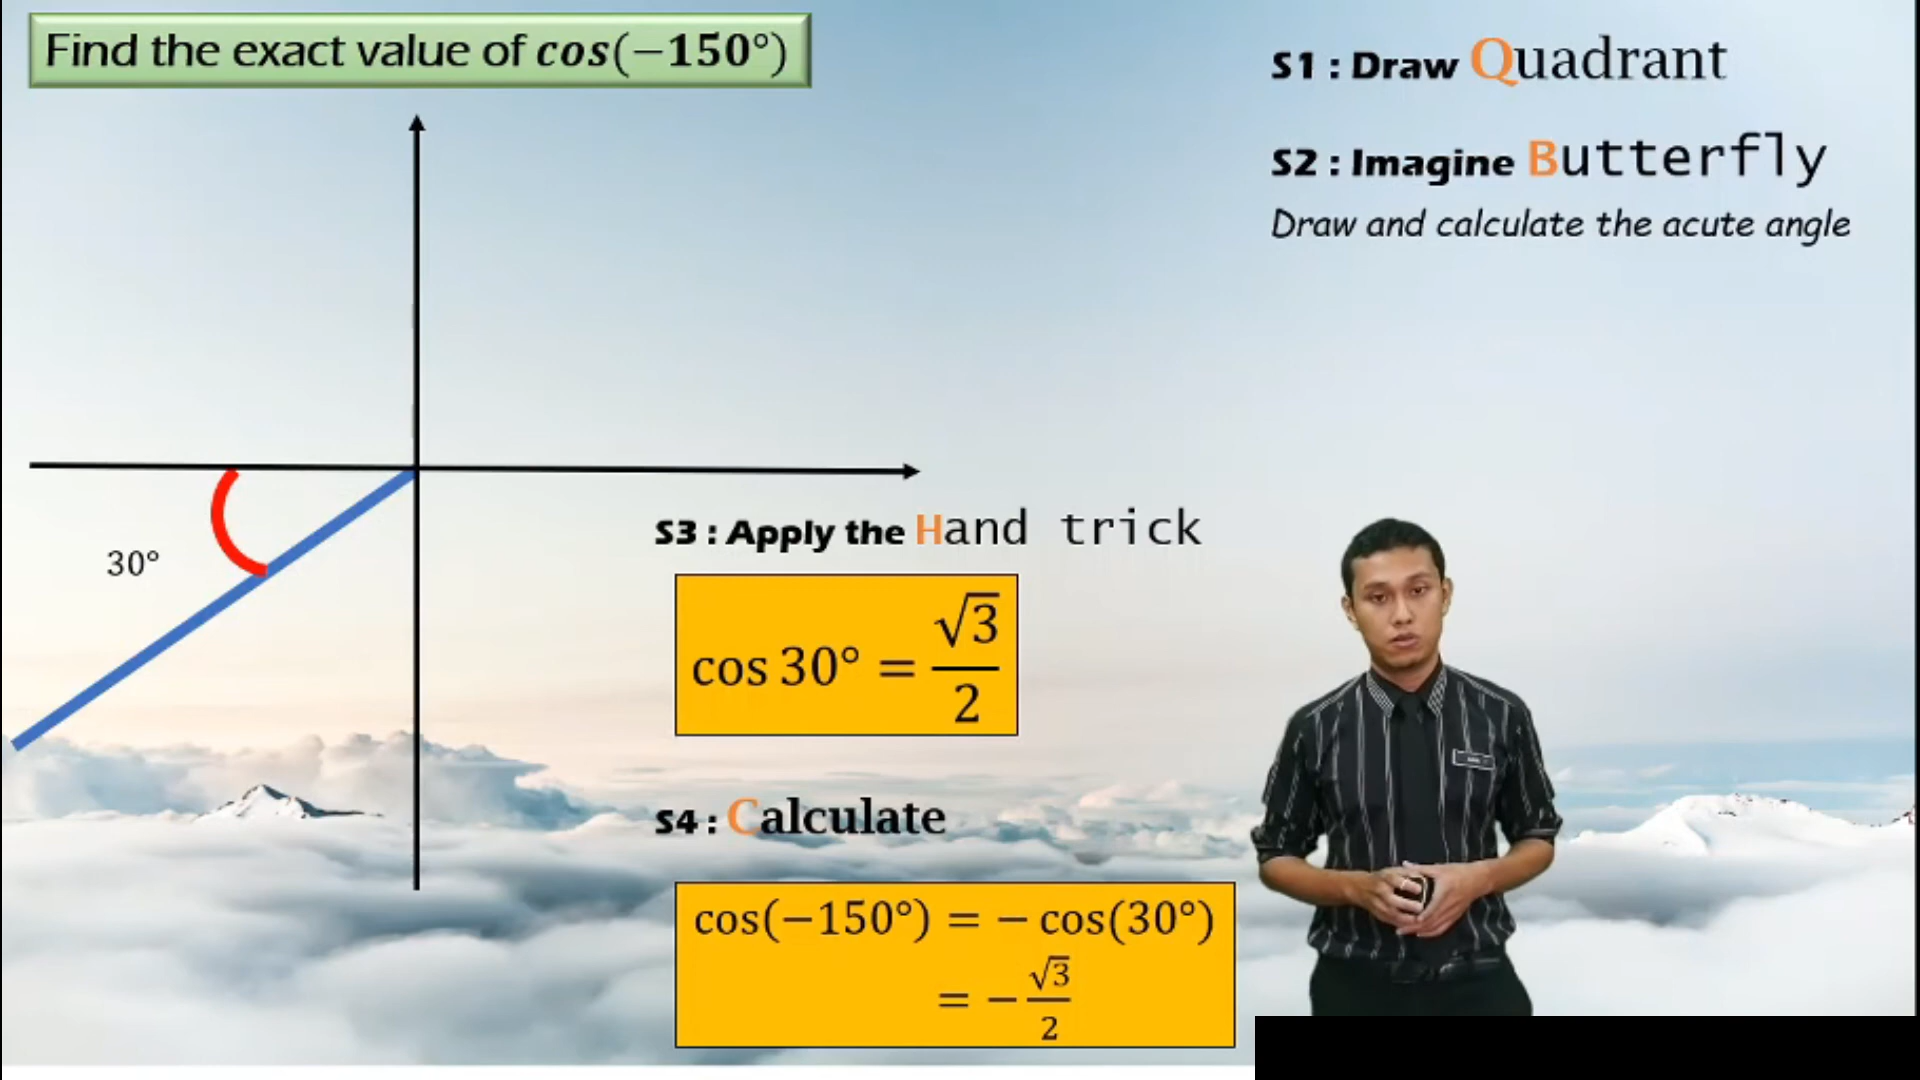 Find the exact value of cos(−150°)
S1 : Draw Quadrant
S2 : Imagine Butterfly
Draw and calculate the acute angle
30°
S3 : Apply the Hand trick
cos 30° = √3/2
S4 : Calculate
cos(−150°) = − cos(30°)
= − √3/2